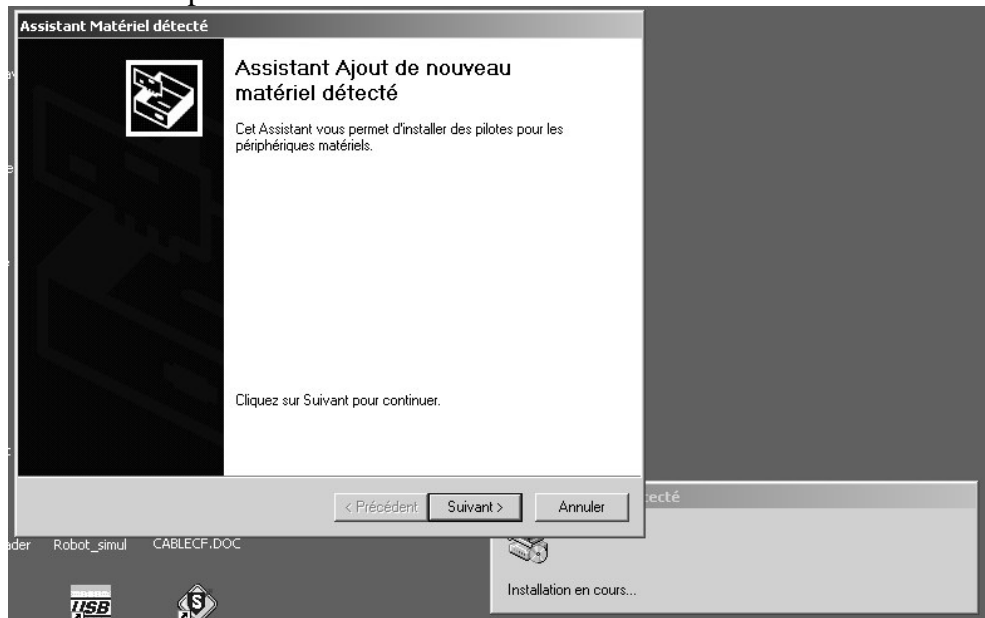 Assistant Matériel détecté
Assistant Ajout de nouveau
matériel détecté
Cet Assistant vous permet d'installer des pilotes pour les
périphériques matériels.
Cliquez sur Suivant pour continuer.
< Précédent
Suivant >
Annuler
tecté
ader
Robot_simul
CABLECF.DOC
Installation en cours...
USB
S